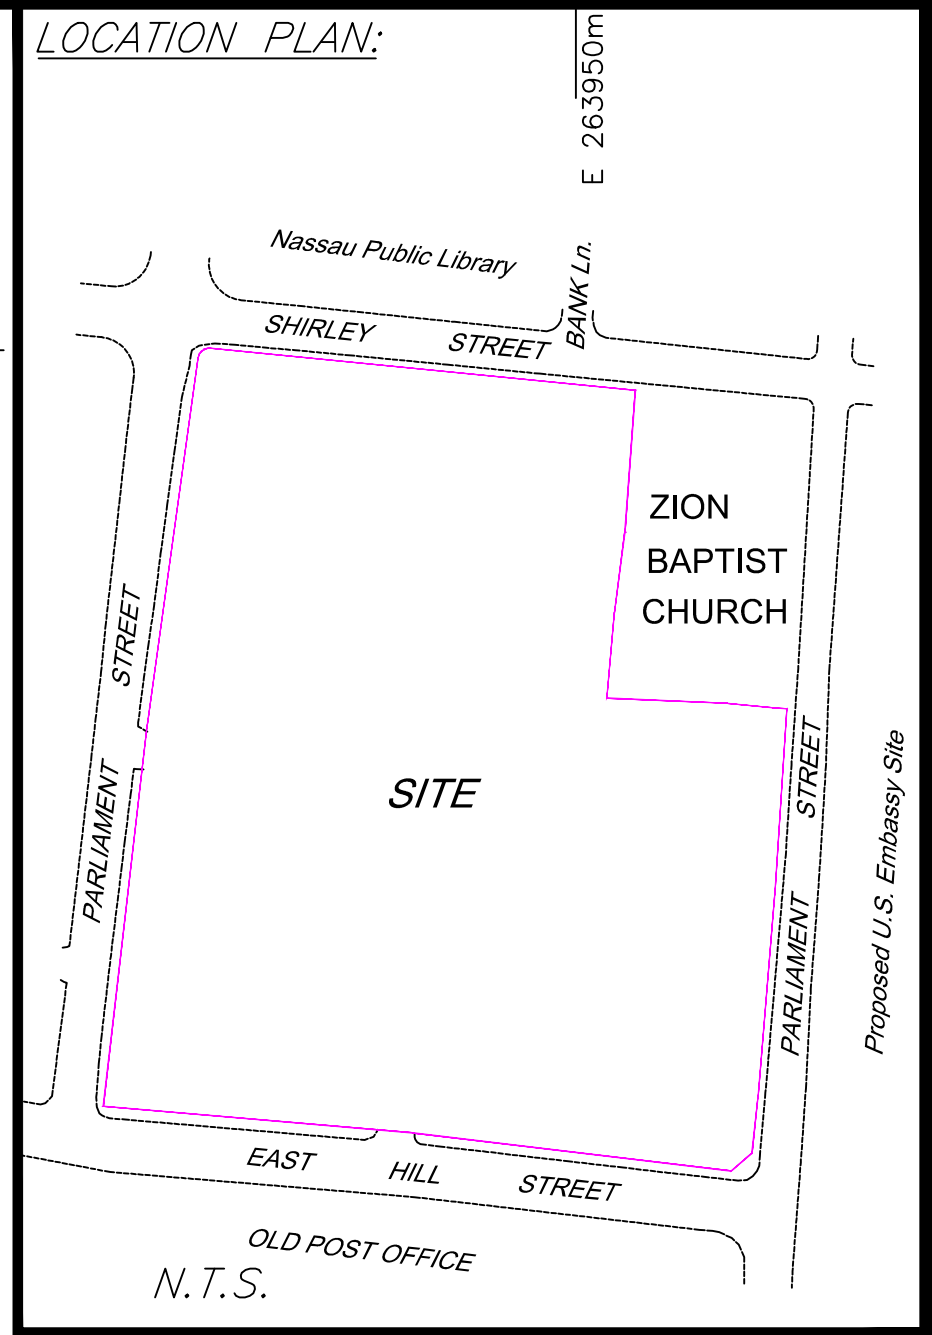 LOCATION PLAN:
E 263950m
Nassau Public Library
BANK Ln.
SHIRLEY STREET
ZION
BAPTIST
CHURCH
PARLIAMENT STREET
SITE
PARLIAMENT STREET
Proposed U.S. Embassy Site
EAST HILL STREET
OLD POST OFFICE
N.T.S.